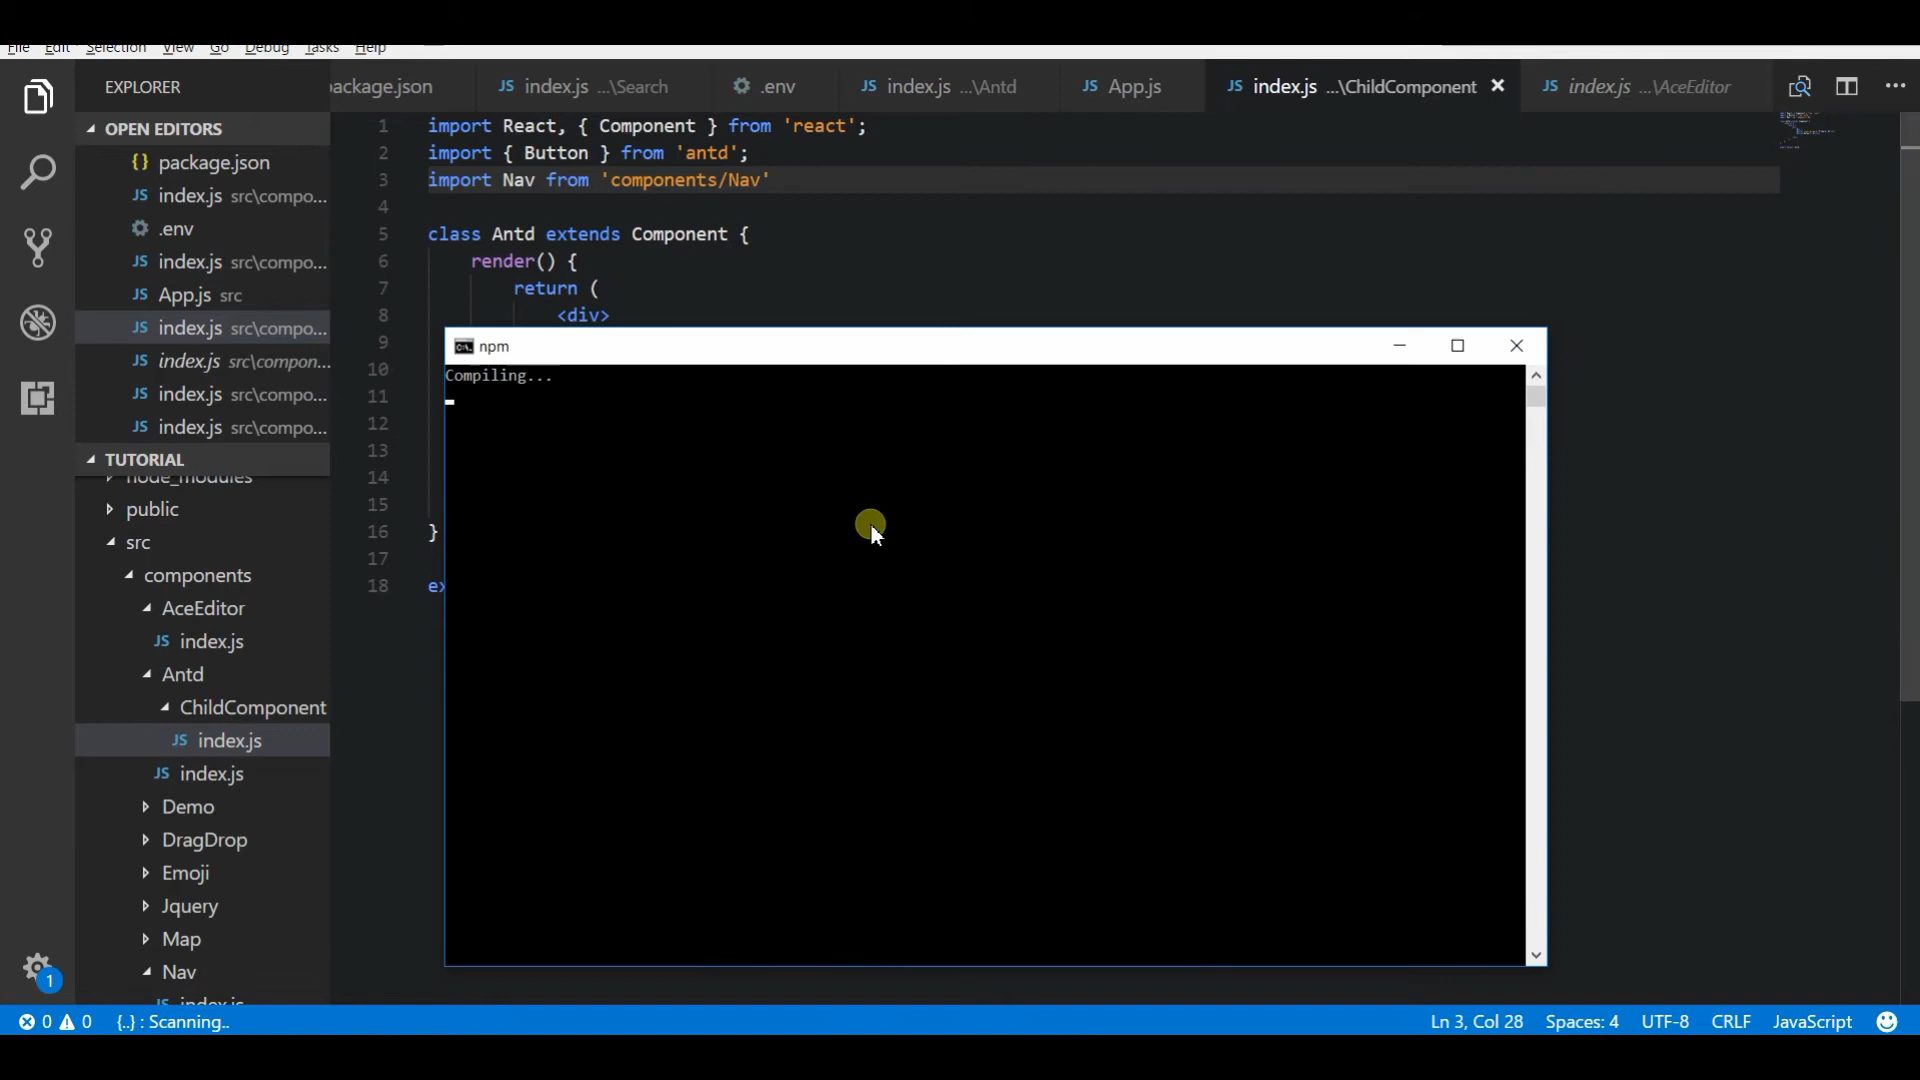 File Edit Selection View Go Debug Tasks Help
EXPLORER
OPEN EDITORS
{} package.json
JS index.js src\compo...
.env
JS index.js src\compo...
JS App.js src
JS index.js src\compo...
JS index.js src\compon...
JS index.js src\compo...
JS index.js src\compo...
TUTORIAL
node_modules
public
src
components
AceEditor
JS index.js
Antd
ChildComponent
JS index.js
JS index.js
Demo
DragDrop
Emoji
Jquery
Map
Nav
index.js
package.json JS index.js ...\Search .env JS index.js ...\Antd JS App.js JS index.js ...\ChildComponent JS index.js ...\AceEditor
1 import React, { Component } from 'react';
2 import { Button } from 'antd';
3 import Nav from 'components/Nav'
4
5 class Antd extends Component {
6 render() {
7 return (
8 <div>
9
10
11
12
13
14
15
16 }
17
18 ex
npm
Compiling...
1
0 0 {..} : Scanning.. Ln 3, Col 28 Spaces: 4 UTF-8 CRLF JavaScript